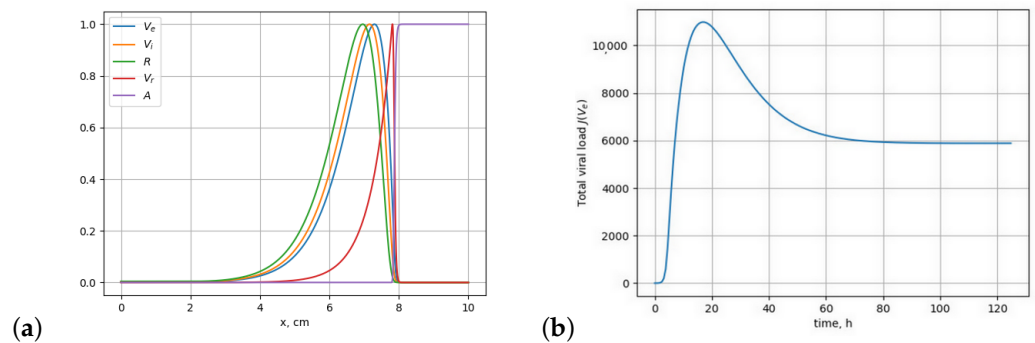 1.0
0.8
0.6
0.4
0.2
0.0
V_e
V_i
R
V_r
A
0 2 4 6 8 10
x, cm
(a)
10,000
8000
6000
4000
2000
0
Total viral load J(V_e)
0 20 40 60 80 100 120
time, h
(b)